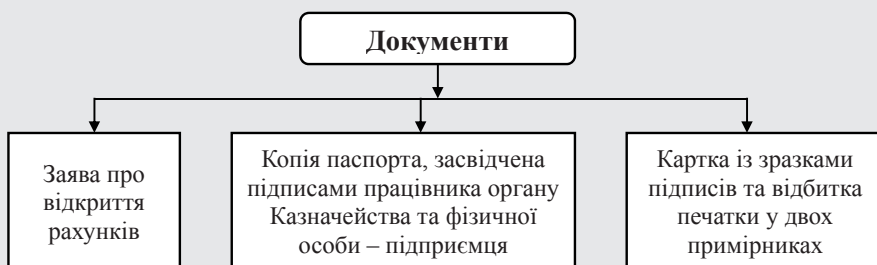 Документи
Заява про
відкриття
рахунків
Копія паспорта, засвідчена
підписами працівника органу
Казначейства та фізичної
особи – підприємця
Картка із зразками
підписів та відбитка
печатки у двох
примірниках